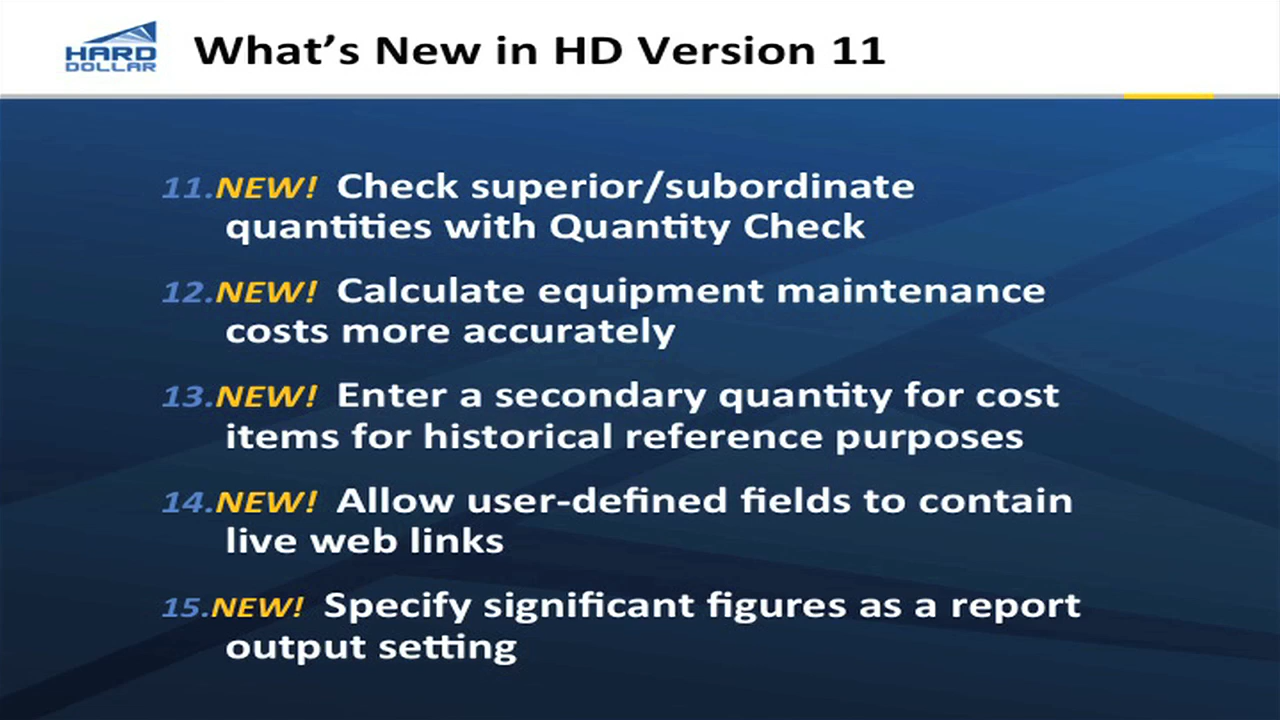 HARD
DOLLAR
What's New in HD Version 11
11.NEW! Check superior/subordinate
quantities with Quantity Check
12.NEW! Calculate equipment maintenance
costs more accurately
13.NEW! Enter a secondary quantity for cost
items for historical reference purposes
14.NEW! Allow user-defined fields to contain
live web links
15.NEW! Specify significant figures as a report
output setting